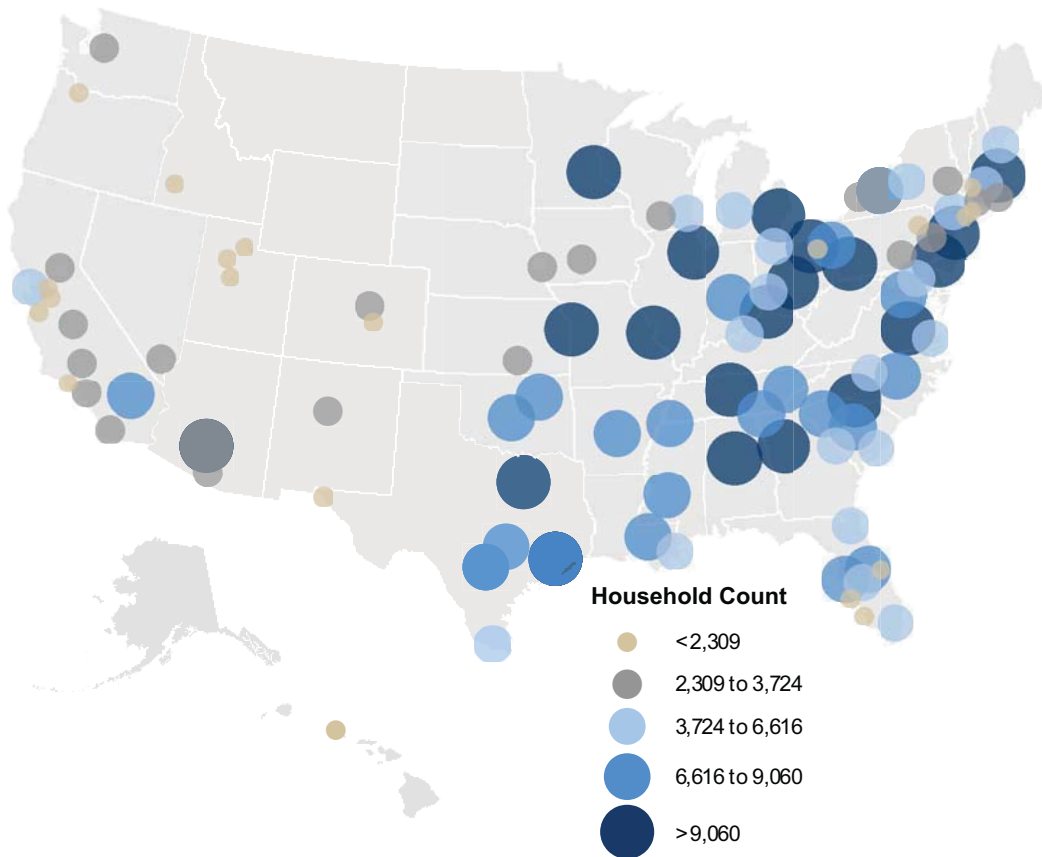 Household Count
<2,309
2,309 to 3,724
3,724 to 6,616
6,616 to 9,060
>9,060